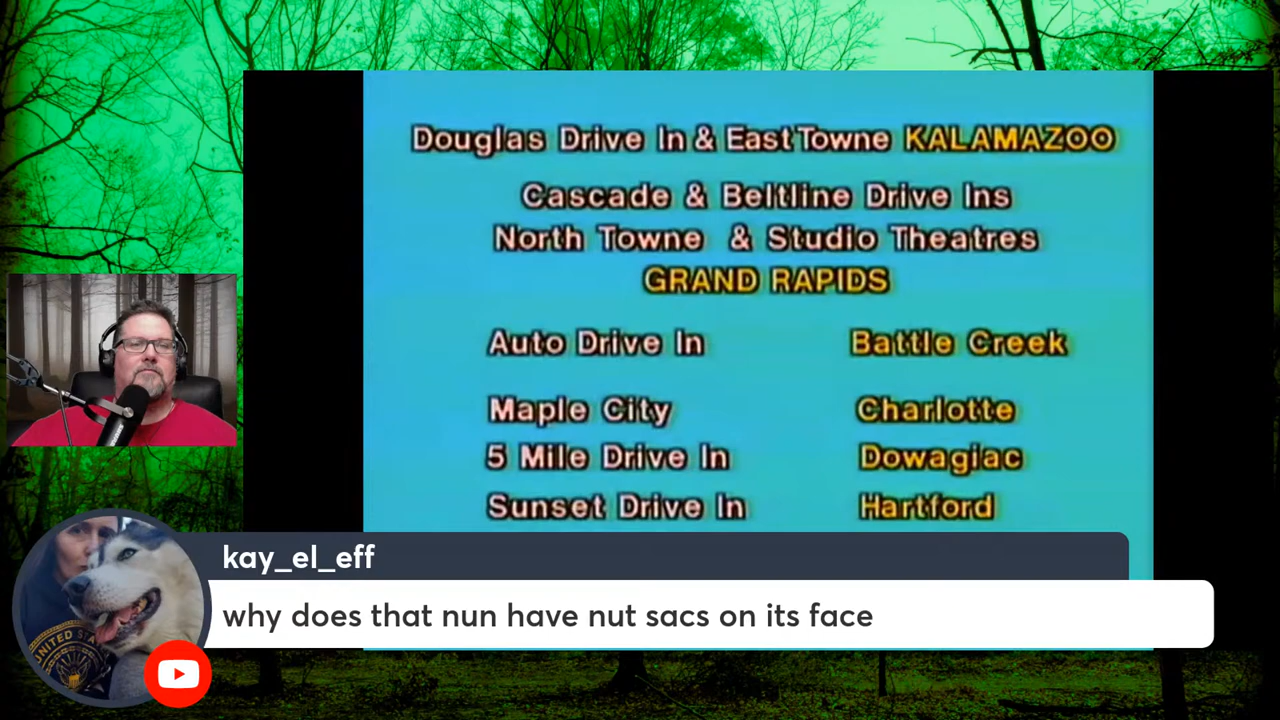 Douglas Drive In & East Towne KALAMAZOO
Cascade & Beltline Drive Ins
North Towne & Studio Theatres
GRAND RAPIDS
Auto Drive In Battle Creek
Maple City Charlotte
5 Mile Drive In Dowagiac
Sunset Drive In Hartford
kay_el_eff
why does that nun have nut sacs on its face
UNITED STA